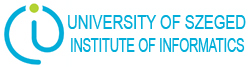 UNIVERSITY OF SZEGED
INSTITUTE OF INFORMATICS